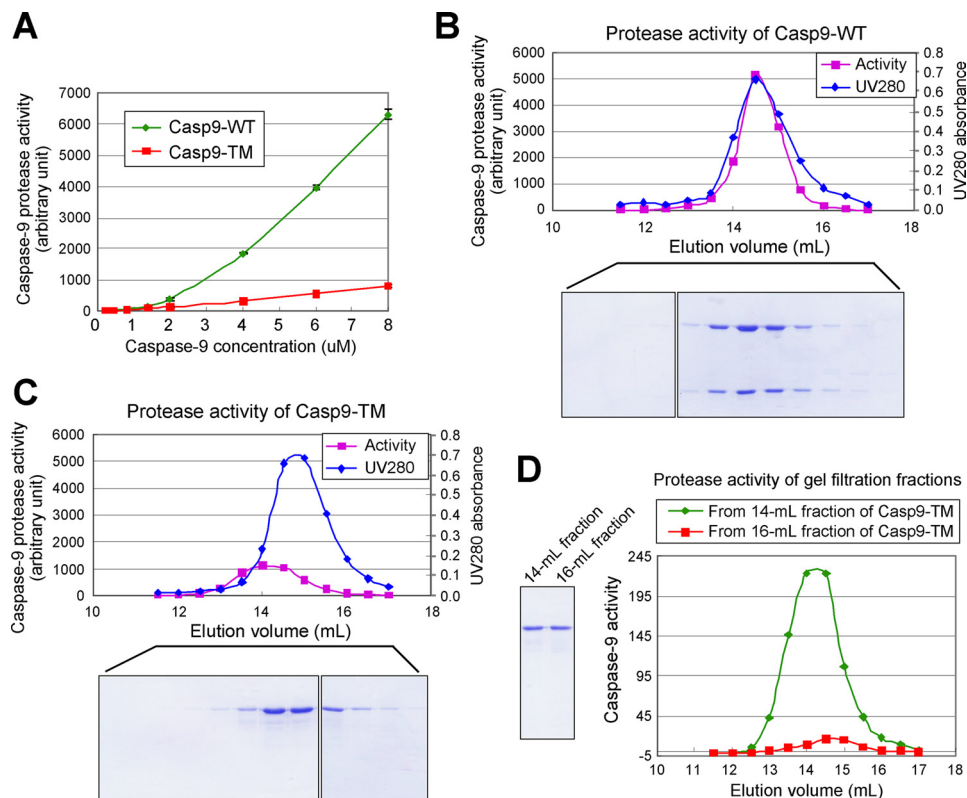 A
Caspase-9 protease activity
(arbitrary unit)
7000
6000
5000
4000
3000
2000
1000
0
Casp9-WT
Casp9-TM
0 1 2 3 4 5 6 7 8
Caspase-9 concentration (uM)
B
Protease activity of Casp9-WT
Caspase-9 protease activity
(arbitrary unit)
6000
5000
4000
3000
2000
1000
0
Activity
UV280
0.8
0.7
0.6
0.5
0.4
0.3
0.2
0.1
0.0
UV280 absorbance
10 12 14 16 18
Elution volume (mL)
C
Protease activity of Casp9-TM
Caspase-9 protease activity
(arbitrary unit)
6000
5000
4000
3000
2000
1000
0
Activity
UV280
0.8
0.7
0.6
0.5
0.4
0.3
0.2
0.1
0.0
UV280 absorbance
10 12 14 16 18
Elution volume (mL)
D
Protease activity of gel filtration fractions
14-mL fraction
16-mL fraction
From 14-mL fraction of Casp9-TM
From 16-mL fraction of Casp9-TM
Caspase-9 activity
245
195
145
95
45
-5
10 11 12 13 14 15 16 17 18
Elution volume (mL)